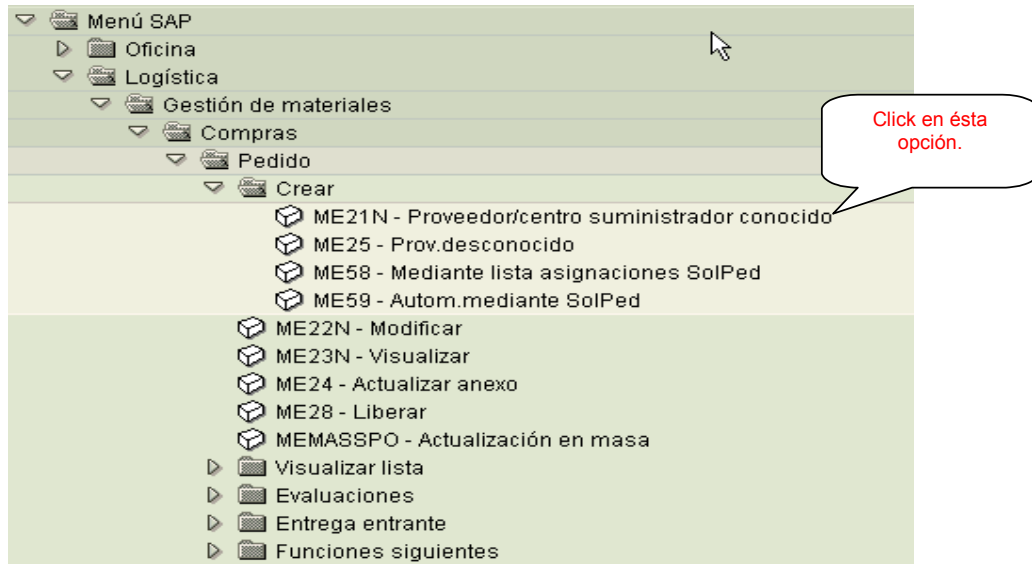 Menú SAP
Oficina
Logística
Gestión de materiales
Compras
Pedido
Crear
ME21N - Proveedor/centro suministrador conocido
ME25 - Prov.desconocido
ME58 - Mediante lista asignaciones SolPed
ME59 - Autom.mediante SolPed
ME22N - Modificar
ME23N - Visualizar
ME24 - Actualizar anexo
ME28 - Liberar
MEMASSPO - Actualización en masa
Visualizar lista
Evaluaciones
Entrega entrante
Funciones siguientes
Click en ésta
opción.